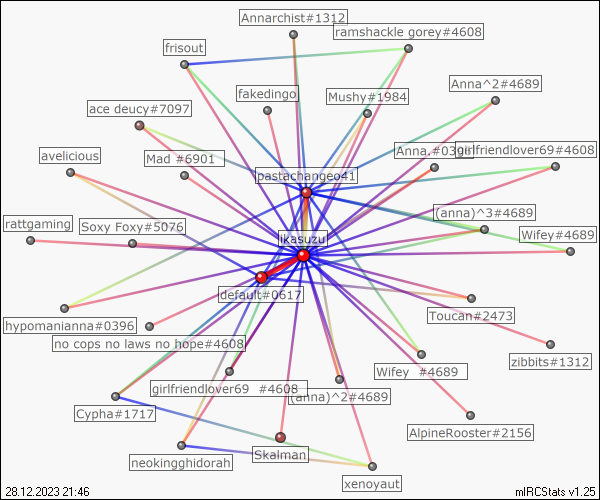 Annarchist#1312
ramshackle gorey#4608
frisout
Anna^2#4689
fakedingo
Mushy#1984
ace deucy#7097
Anna.#03
girlfriendlover69#4608
avelicious
Mad #6901
pastachangeo41
(anna)^3#4689
rattgaming
Soxy Foxy#5076
Wifey#4689
ikasuzu
default#0617
Toucan#2473
hypomanianna#0396
no cops no laws no hope#4608
zibbits#1312
Wifey #4689
girlfriendlover69 #4608
(anna)^2#4689
Cypha#1717
AlpineRooster#2156
Skalman
neokingghidorah
xenoyaut
28.12.2023 21:46
mIRCStats v1.25